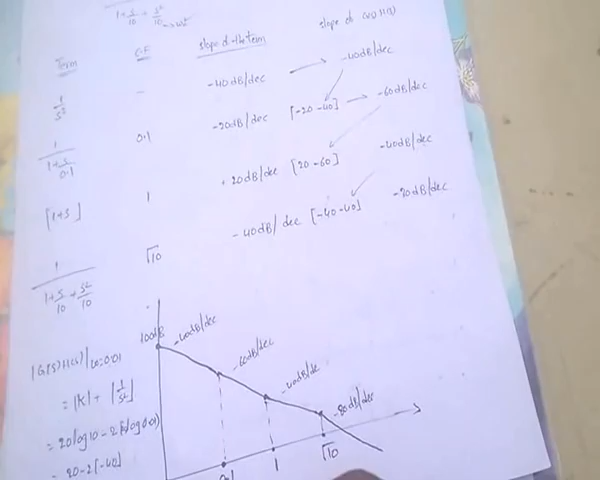 1+s/10 + s²/10 → ω²
Term C.F slope of the term slope of G(s)H(s)
1/s² - -40dB/dec → -40dB/dec
1/(1+s/0.1) 0.1 -20dB/dec [-20-40] → -60dB/dec
[1+s] 1 +20dB/dec [20-60] -40dB/dec
1/(1+s/10+s²/10) √10 -40dB/dec [-40-40] -80dB/dec
100dB -40dB/dec
-60dB/dec
-40dB/dec
-80dB/dec
1 √10
|G(s)H(s)|ω=0.01
= |K| + |1/s²|
= 20log10 - 2[20log0.01]
= 20-2[-40]